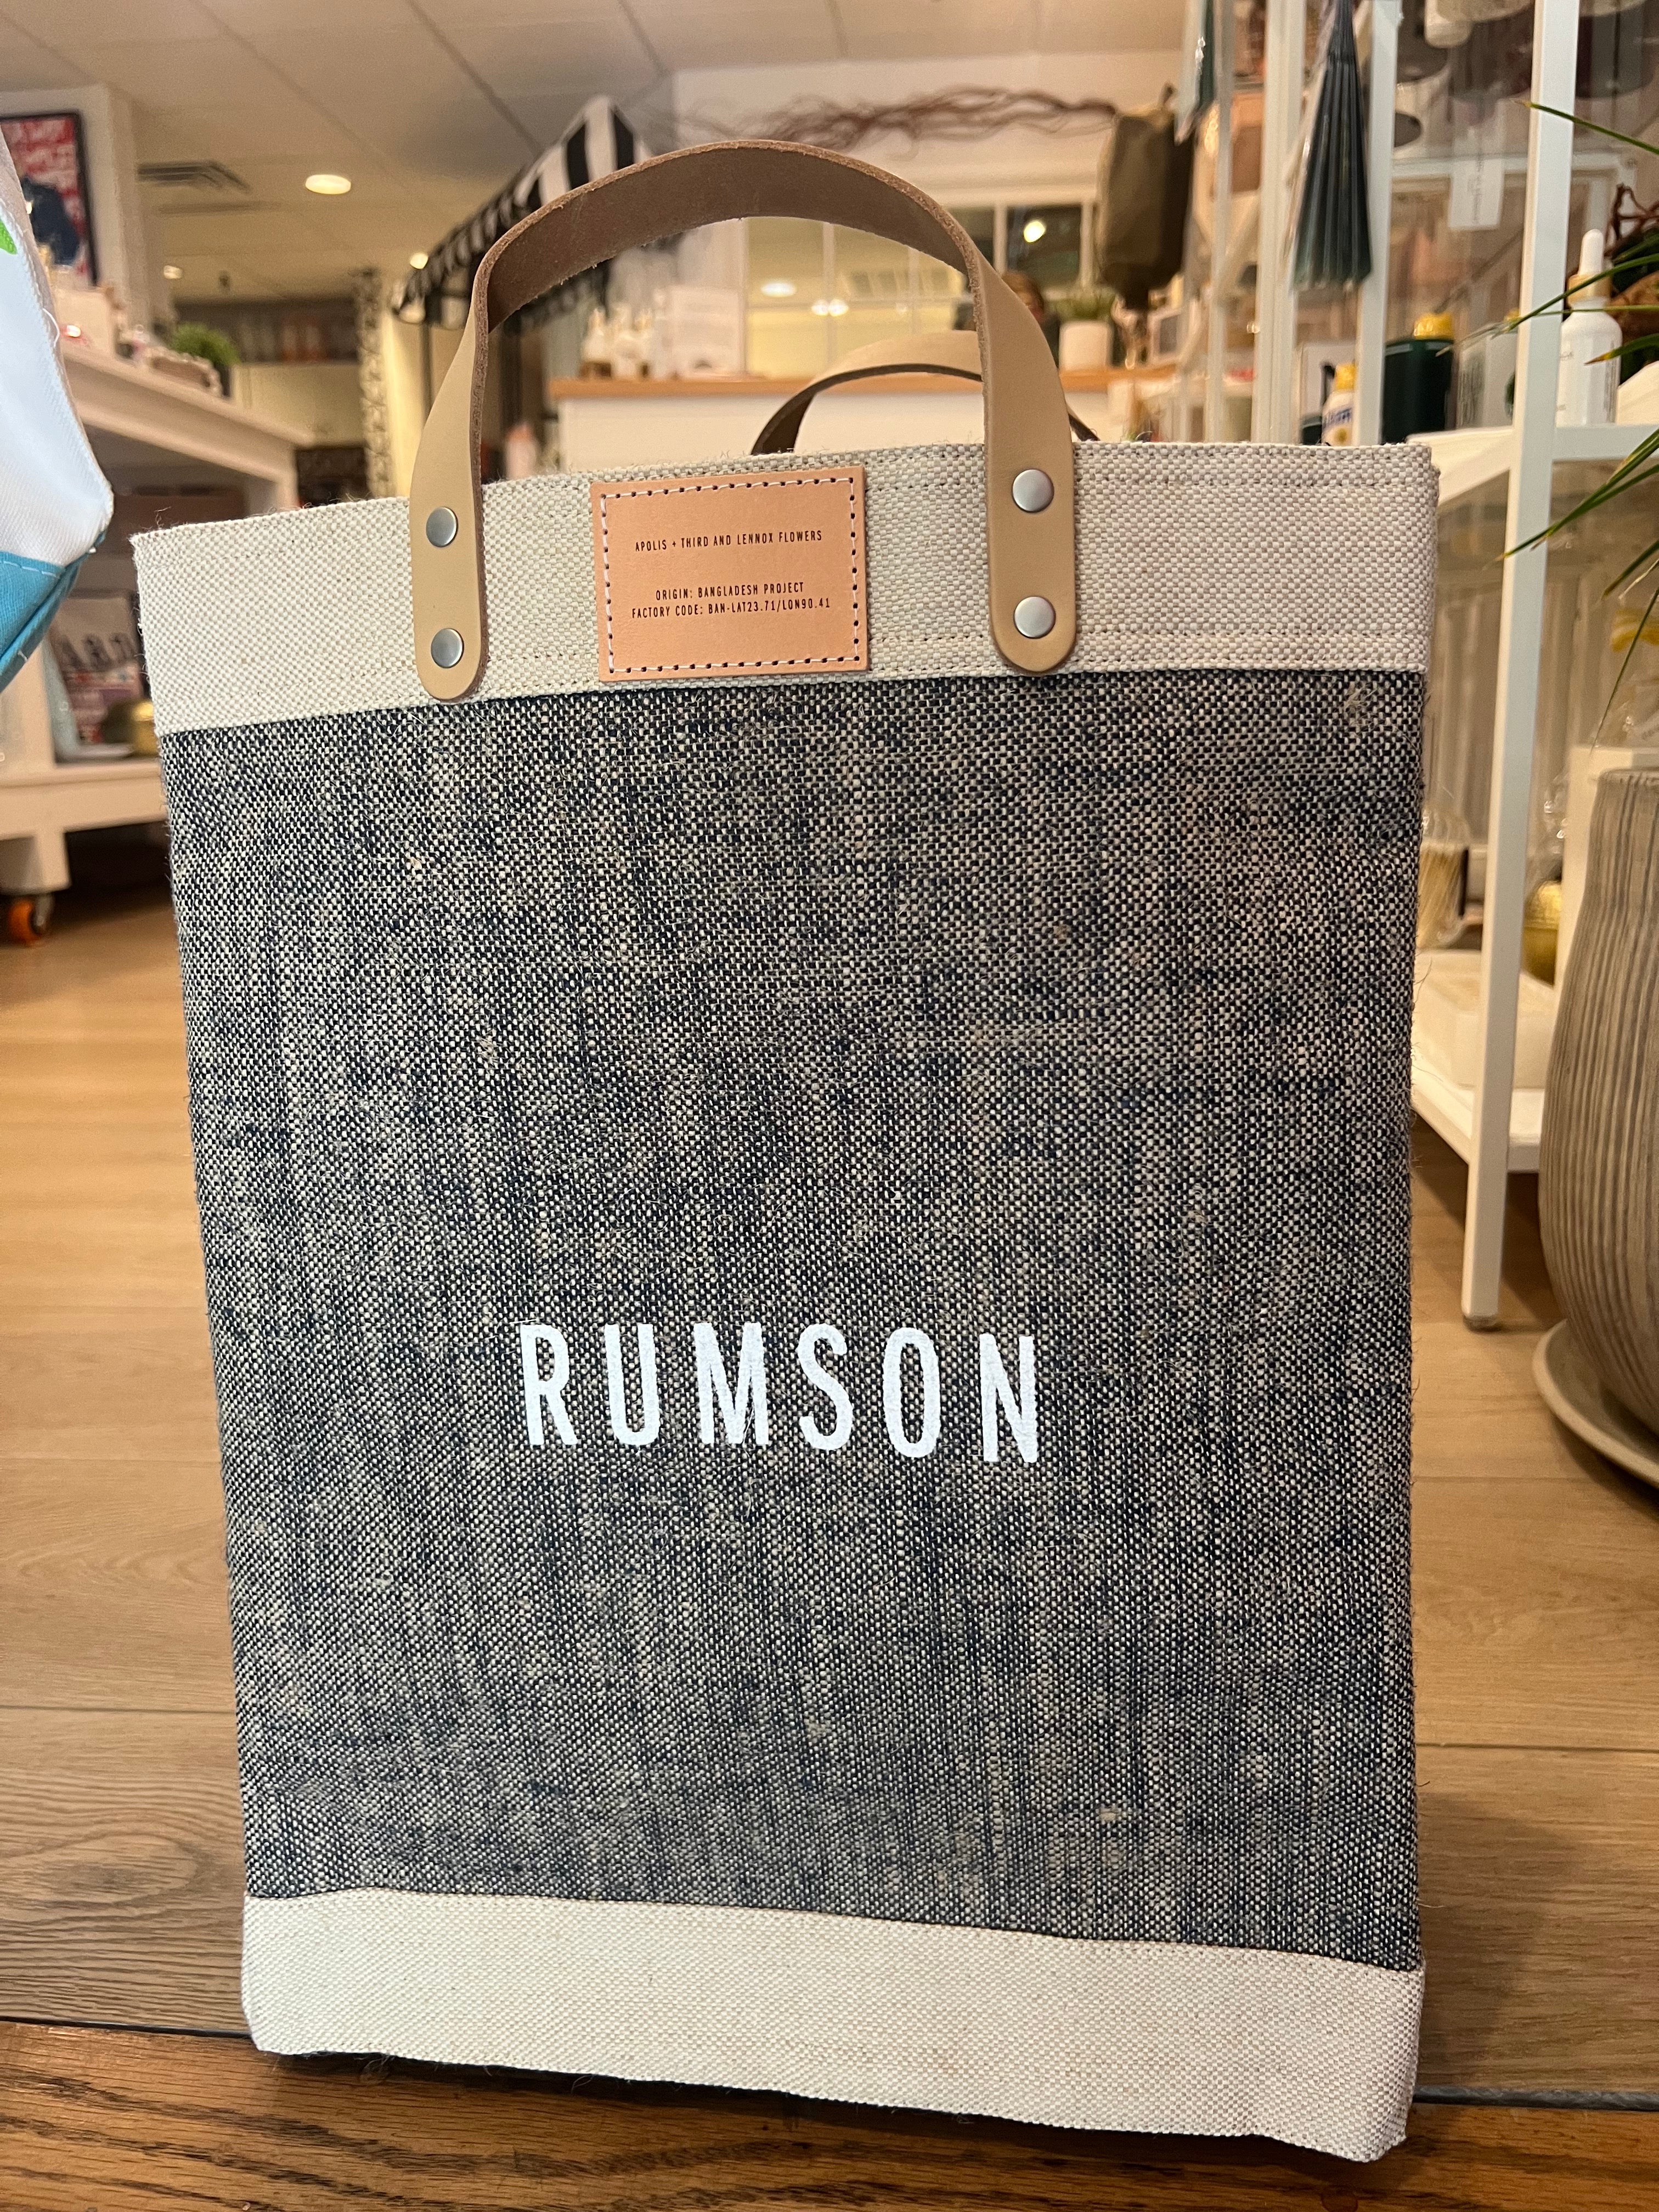 APOLIS + THIRD AND LENNOX FLOWERS
ORIGIN: BANGLADESH PROJECT
FACTORY CODE: BAN-LAT23.71/LON90.41
RUMSON